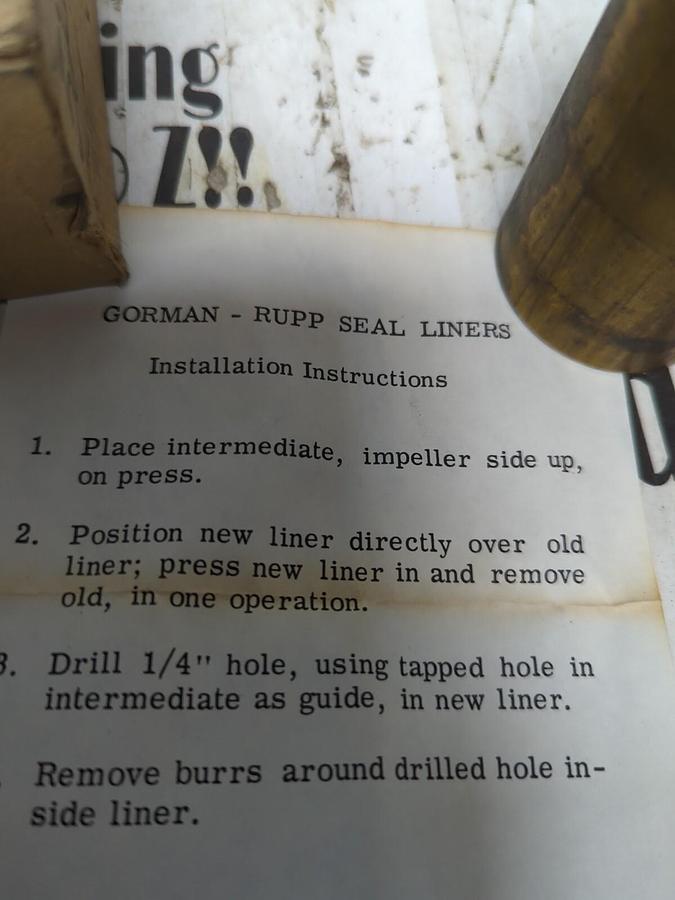 ing
Z!!
GORMAN - RUPP SEAL LINERS
Installation Instructions
1. Place intermediate, impeller side up,
on press.
2. Position new liner directly over old
liner; press new liner in and remove
old, in one operation.
3. Drill 1/4" hole, using tapped hole in
intermediate as guide, in new liner.
Remove burrs around drilled hole in-
side liner.